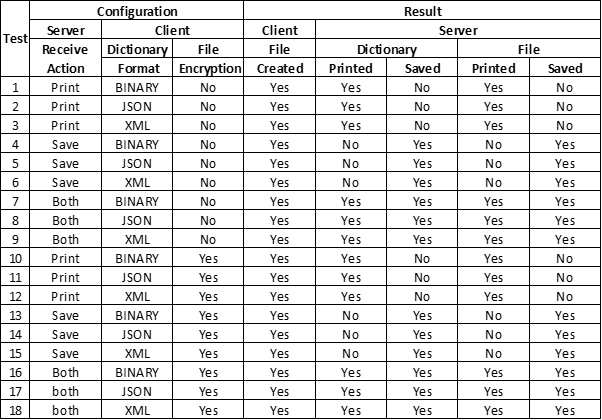 Configuration Result
Test Server Client Client Server
Receive Dictionary File File Dictionary File
Action Format Encryption Created Printed Saved Printed Saved
1 Print BINARY No Yes Yes No Yes No
2 Print JSON No Yes Yes No Yes No
3 Print XML No Yes Yes No Yes No
4 Save BINARY No Yes No Yes No Yes
5 Save JSON No Yes No Yes No Yes
6 Save XML No Yes No Yes No Yes
7 Both BINARY No Yes Yes Yes Yes Yes
8 Both JSON No Yes Yes Yes Yes Yes
9 Both XML No Yes Yes Yes Yes Yes
10 Print BINARY Yes Yes Yes No Yes No
11 Print JSON Yes Yes Yes No Yes No
12 Print XML Yes Yes Yes No Yes No
13 Save BINARY Yes Yes No Yes No Yes
14 Save JSON Yes Yes No Yes No Yes
15 Save XML Yes Yes No Yes No Yes
16 Both BINARY Yes Yes Yes Yes Yes Yes
17 both JSON Yes Yes Yes Yes Yes Yes
18 both XML Yes Yes Yes Yes Yes Yes